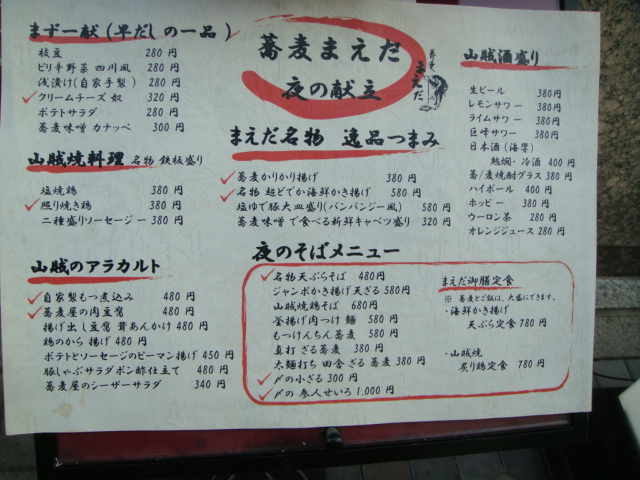 まず一献(早だしの一品)
枝豆 280円
ピリ辛野菜 四川風 280円
浅漬け(自家手製) 280円
クリームチーズ 奴 320円
ポテトサラダ 280円
蕎麦味噌 カナッペ 300円
山賊焼料理 名物 鉄板盛り
塩焼鶏 380円
照り焼き鶏 380円
二種盛りソーセージー 380円
山賊のアラカルト
自家製もつ煮込み 480円
蕎麦屋の肉豆腐 480円
揚げ出し豆腐 茸あんかけ 480円
鶏のから揚げ 480円
ポテトとソーセージのピーマン揚げ 450円
豚しゃぶサラダポン酢仕立て 480円
蕎麦屋のシーザーサラダ 340円
蕎麦まえだ
夜の献立
蕎麦
まえだ
まえだ名物 逸品つまみ
蕎麦かりかり揚げ 380円
名物 超どでか海鮮かき揚げ 580円
塩ゆで豚大皿盛り(バンバンジー風) 580円
蕎麦味噌で食べる新鮮キャベツ盛り 320円
夜のそばメニュー
名物天ぷらそば 480円
ジャンボかき揚げ天ざる 580円
山賊焼鶏そば 680円
釜揚げ肉つけ麺 580円
もつけんちん蕎麦 580円
真打 ざる蕎麦 380円
太麺打ち 田舎ざる蕎麦 380円
〆の小ざる 300円
〆の 参人せいろ 1,000円
まえだ御膳定食
※ 蕎麦とご飯は、大盛にできます。
・海鮮かき揚げ
天ぷら定食 780円
・山賊焼
炙り鶏定食 780円
山賊酒盛り
生ビール 380円
レモンサワー 380円
ライムサワー 380円
巨峰サワー 380円
日本酒(海響)
熱燗・冷酒 400円
蕎/麦焼酎グラス 380円
ハイボール 400円
ホッピー 380円
ウーロン茶 280円
オレンジジュース 280円